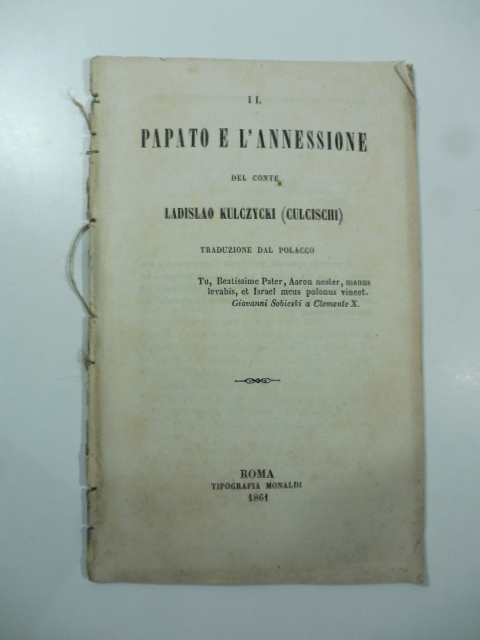 IL
PAPATO E L'ANNESSIONE
DEL CONTE
LADISLAO KULCZYCKI (CULCISCHI)
TRADUZIONE DAL POLACCO
Tu, Beatissime Pater, Aaron noster, manus
levabis, et Israel meus polonus vincet.
Giovanni Sobieski a Clemente X.
ROMA
TIPOGRAFIA MONALDI
1861